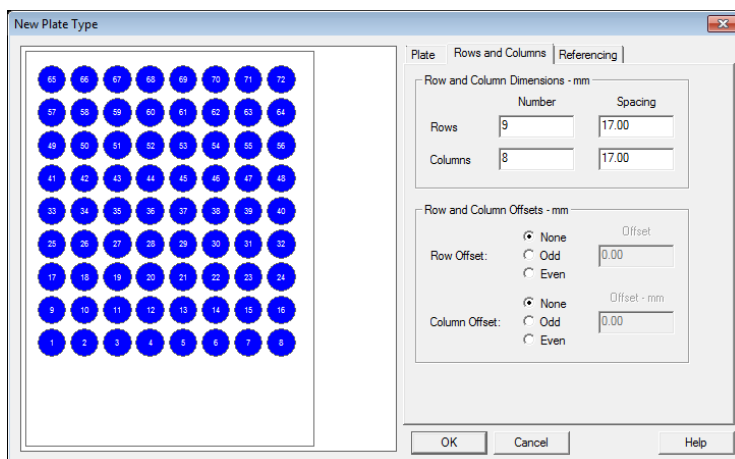 New Plate Type
Plate Rows and Columns Referencing
65 66 67 68 69 70 71 72
57 58 59 60 61 62 63 64
49 50 51 52 53 54 55 56
41 42 43 44 45 46 47 48
33 34 35 36 37 38 39 40
25 26 27 28 29 30 31 32
17 18 19 20 21 22 23 24
9 10 11 12 13 14 15 16
1 2 3 4 5 6 7 8
Row and Column Dimensions - mm
Number Spacing
Rows 9 17.00
Columns 8 17.00
Row and Column Offsets - mm
None Offset
Row Offset: Odd 0.00
Even
None Offset - mm
Column Offset: Odd 0.00
Even
OK Cancel Help